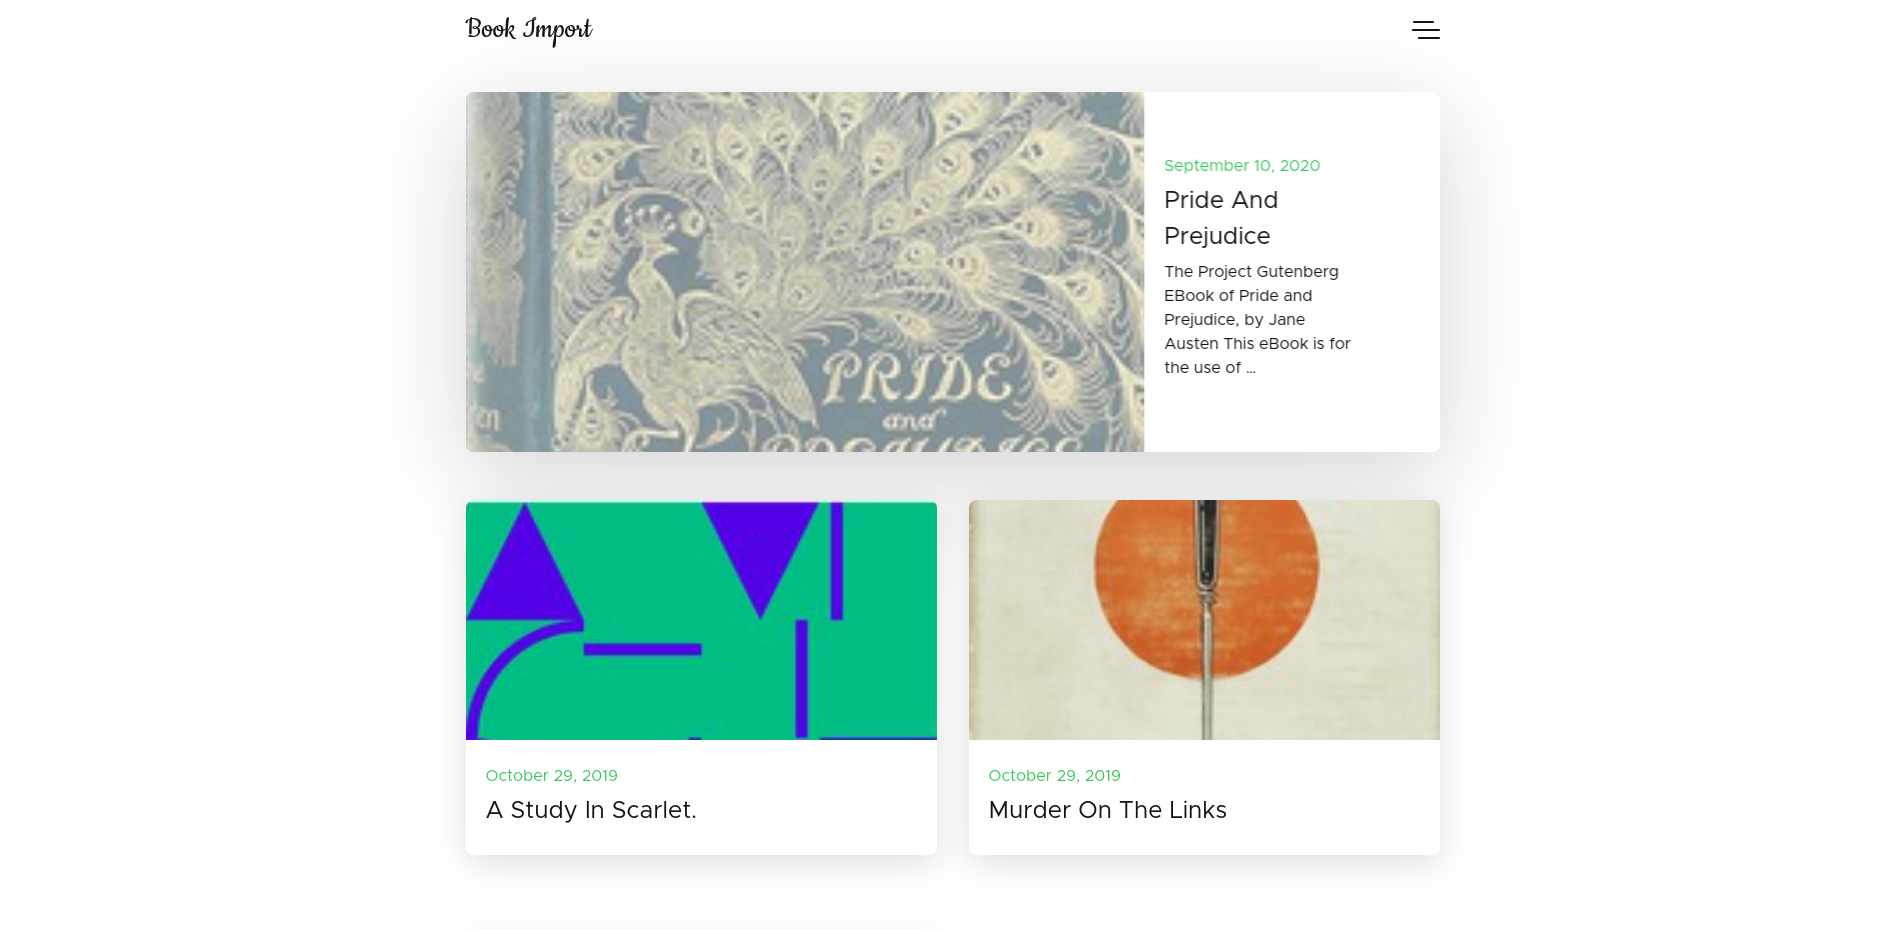 Book Import
PRIDE
and
September 10, 2020
Pride And
Prejudice
The Project Gutenberg
EBook of Pride and
Prejudice, by Jane
Austen This eBook is for
the use of ...
October 29, 2019
A Study In Scarlet.
October 29, 2019
Murder On The Links